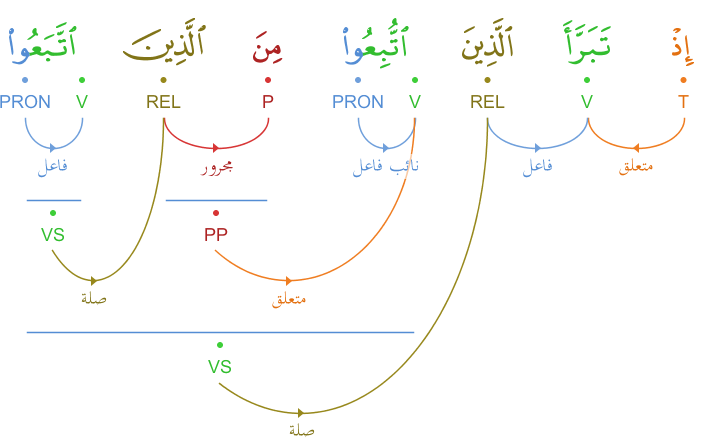 إِذْ تَبَرَّأَ ٱلَّذِينَ ٱتُّبِعُوا۟ مِنَ ٱلَّذِينَ ٱتَّبَعُوا۟
T V REL V PRON P REL V PRON
متعلق فاعل نائب فاعل مجرور فاعل
PP VS
متعلق صلة
VS
صلة